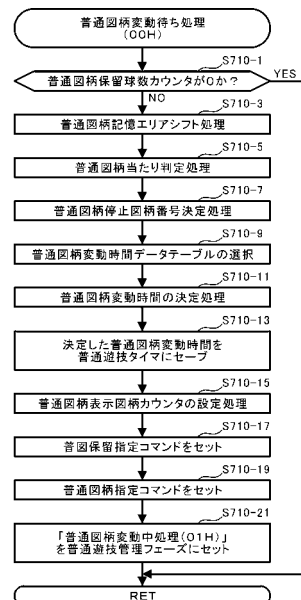 普通図柄変動待ち処理
(00H)
S710-1
普通図柄保留球数カウンタが0か?
YES
NO
S710-3
普通図柄記憶エリアシフト処理
S710-5
普通図柄当たり判定処理
S710-7
普通図柄停止図柄番号決定処理
S710-9
普通図柄変動時間データテーブルの選択
S710-11
普通図柄変動時間の決定処理
S710-13
決定した普通図柄変動時間を
普通遊技タイマにセーブ
S710-15
普通図柄表示図柄カウンタの設定処理
S710-17
普図保留指定コマンドをセット
S710-19
普通図柄指定コマンドをセット
S710-21
「普通図柄変動中処理(01H)」
を普通遊技管理フェーズにセット
RET